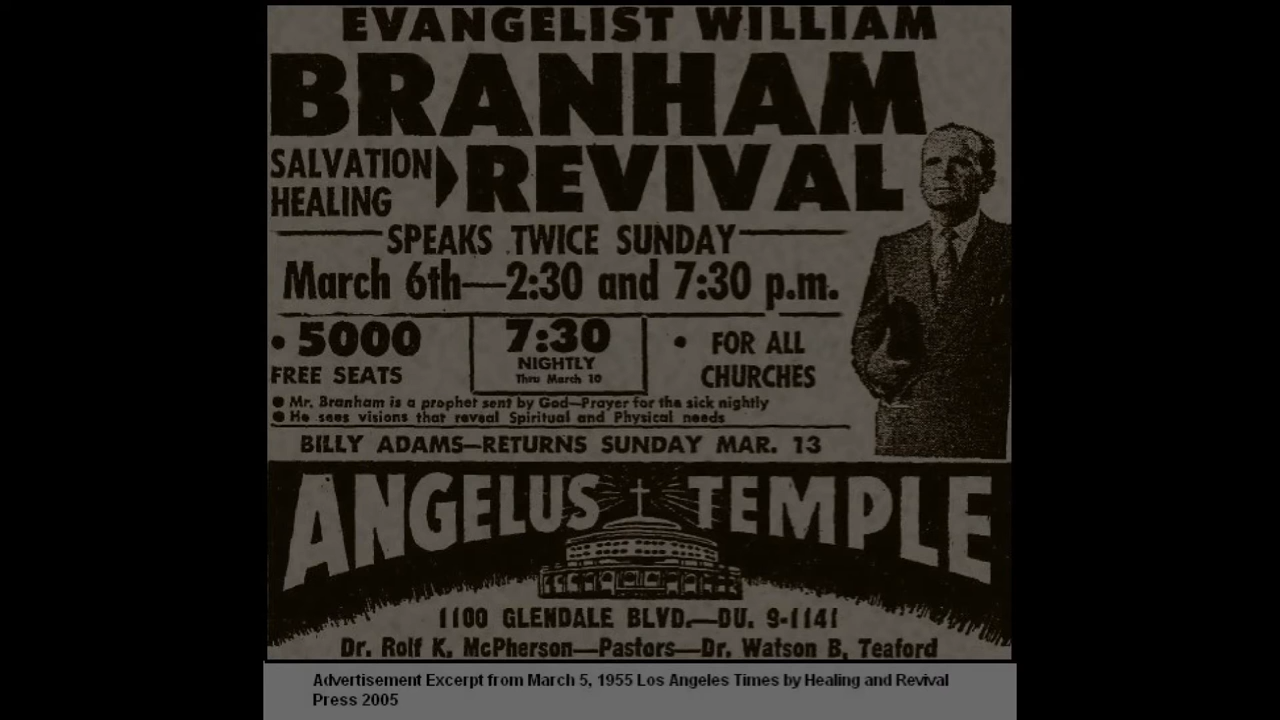 EVANGELIST WILLIAM
BRANHAM
SALVATION
HEALING
REVIVAL
SPEAKS TWICE SUNDAY
March 6th—2:30 and 7:30 p.m.
• 5000
FREE SEATS
7:30
NIGHTLY
Thru March 10
• FOR ALL
CHURCHES
● Mr. Branham is a prophet sent by God—Prayer for the sick nightly
● He sees visions that reveal Spiritual and Physical needs
BILLY ADAMS—RETURNS SUNDAY MAR. 13
ANGELUS TEMPLE
1100 GLENDALE BLVD.—DU. 9-1141
Dr. Rolf K. McPherson—Pastors—Dr. Watson B. Teaford
Advertisement Excerpt from March 5, 1955 Los Angeles Times by Healing and Revival
Press 2005